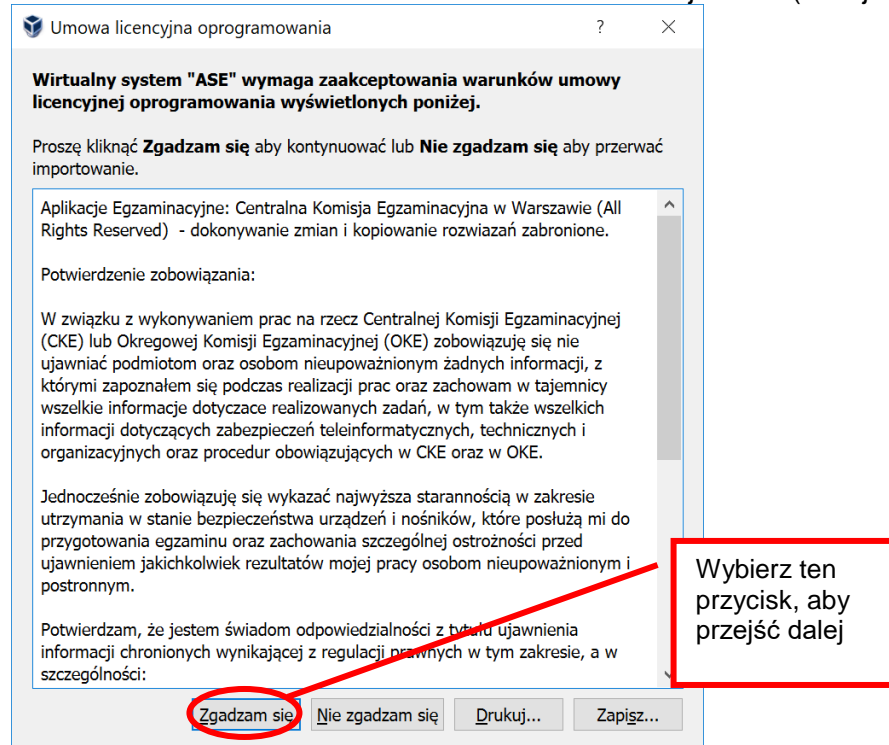 Umowa licencyjna oprogramowania
Wirtualny system "ASE" wymaga zaakceptowania warunków umowy
licencyjnej oprogramowania wyświetlonych poniżej.
Proszę kliknąć Zgadzam się aby kontynuować lub Nie zgadzam się aby przerwać
importowanie.
Aplikacje Egzaminacyjne: Centralna Komisja Egzaminacyjna w Warszawie (All
Rights Reserved) - dokonywanie zmian i kopiowanie rozwiazań zabronione.
Potwierdzenie zobowiązania:
W związku z wykonywaniem prac na rzecz Centralnej Komisji Egzaminacyjnej
(CKE) lub Okregowej Komisji Egzaminacyjnej (OKE) zobowiązuję się nie
ujawniać podmiotom oraz osobom nieupoważnionym żadnych informacji, z
którymi zapoznałem się podczas realizacji prac oraz zachowam w tajemnicy
wszelkie informacje dotyczace realizowanych zadań, w tym także wszelkich
informacji dotyczących zabezpieczeń teleinformatycznych, technicznych i
organizacyjnych oraz procedur obowiązujących w CKE oraz w OKE.
Jednocześnie zobowiązuję się wykazać najwyższa starannością w zakresie
utrzymania w stanie bezpieczeństwa urządzeń i nośników, które posłużą mi do
przygotowania egzaminu oraz zachowania szczególnej ostrożności przed
ujawnieniem jakichkolwiek rezultatów mojej pracy osobom nieupoważnionym i
postronnym.
Potwierdzam, że jestem świadom odpowiedzialności z tytułu ujawnienia
informacji chronionych wynikającej z regulacji prawnych w tym zakresie, a w
szczególności:
Wybierz ten
przycisk, aby
przejść dalej
Zgadzam się Nie zgadzam się Drukuj... Zapisz...